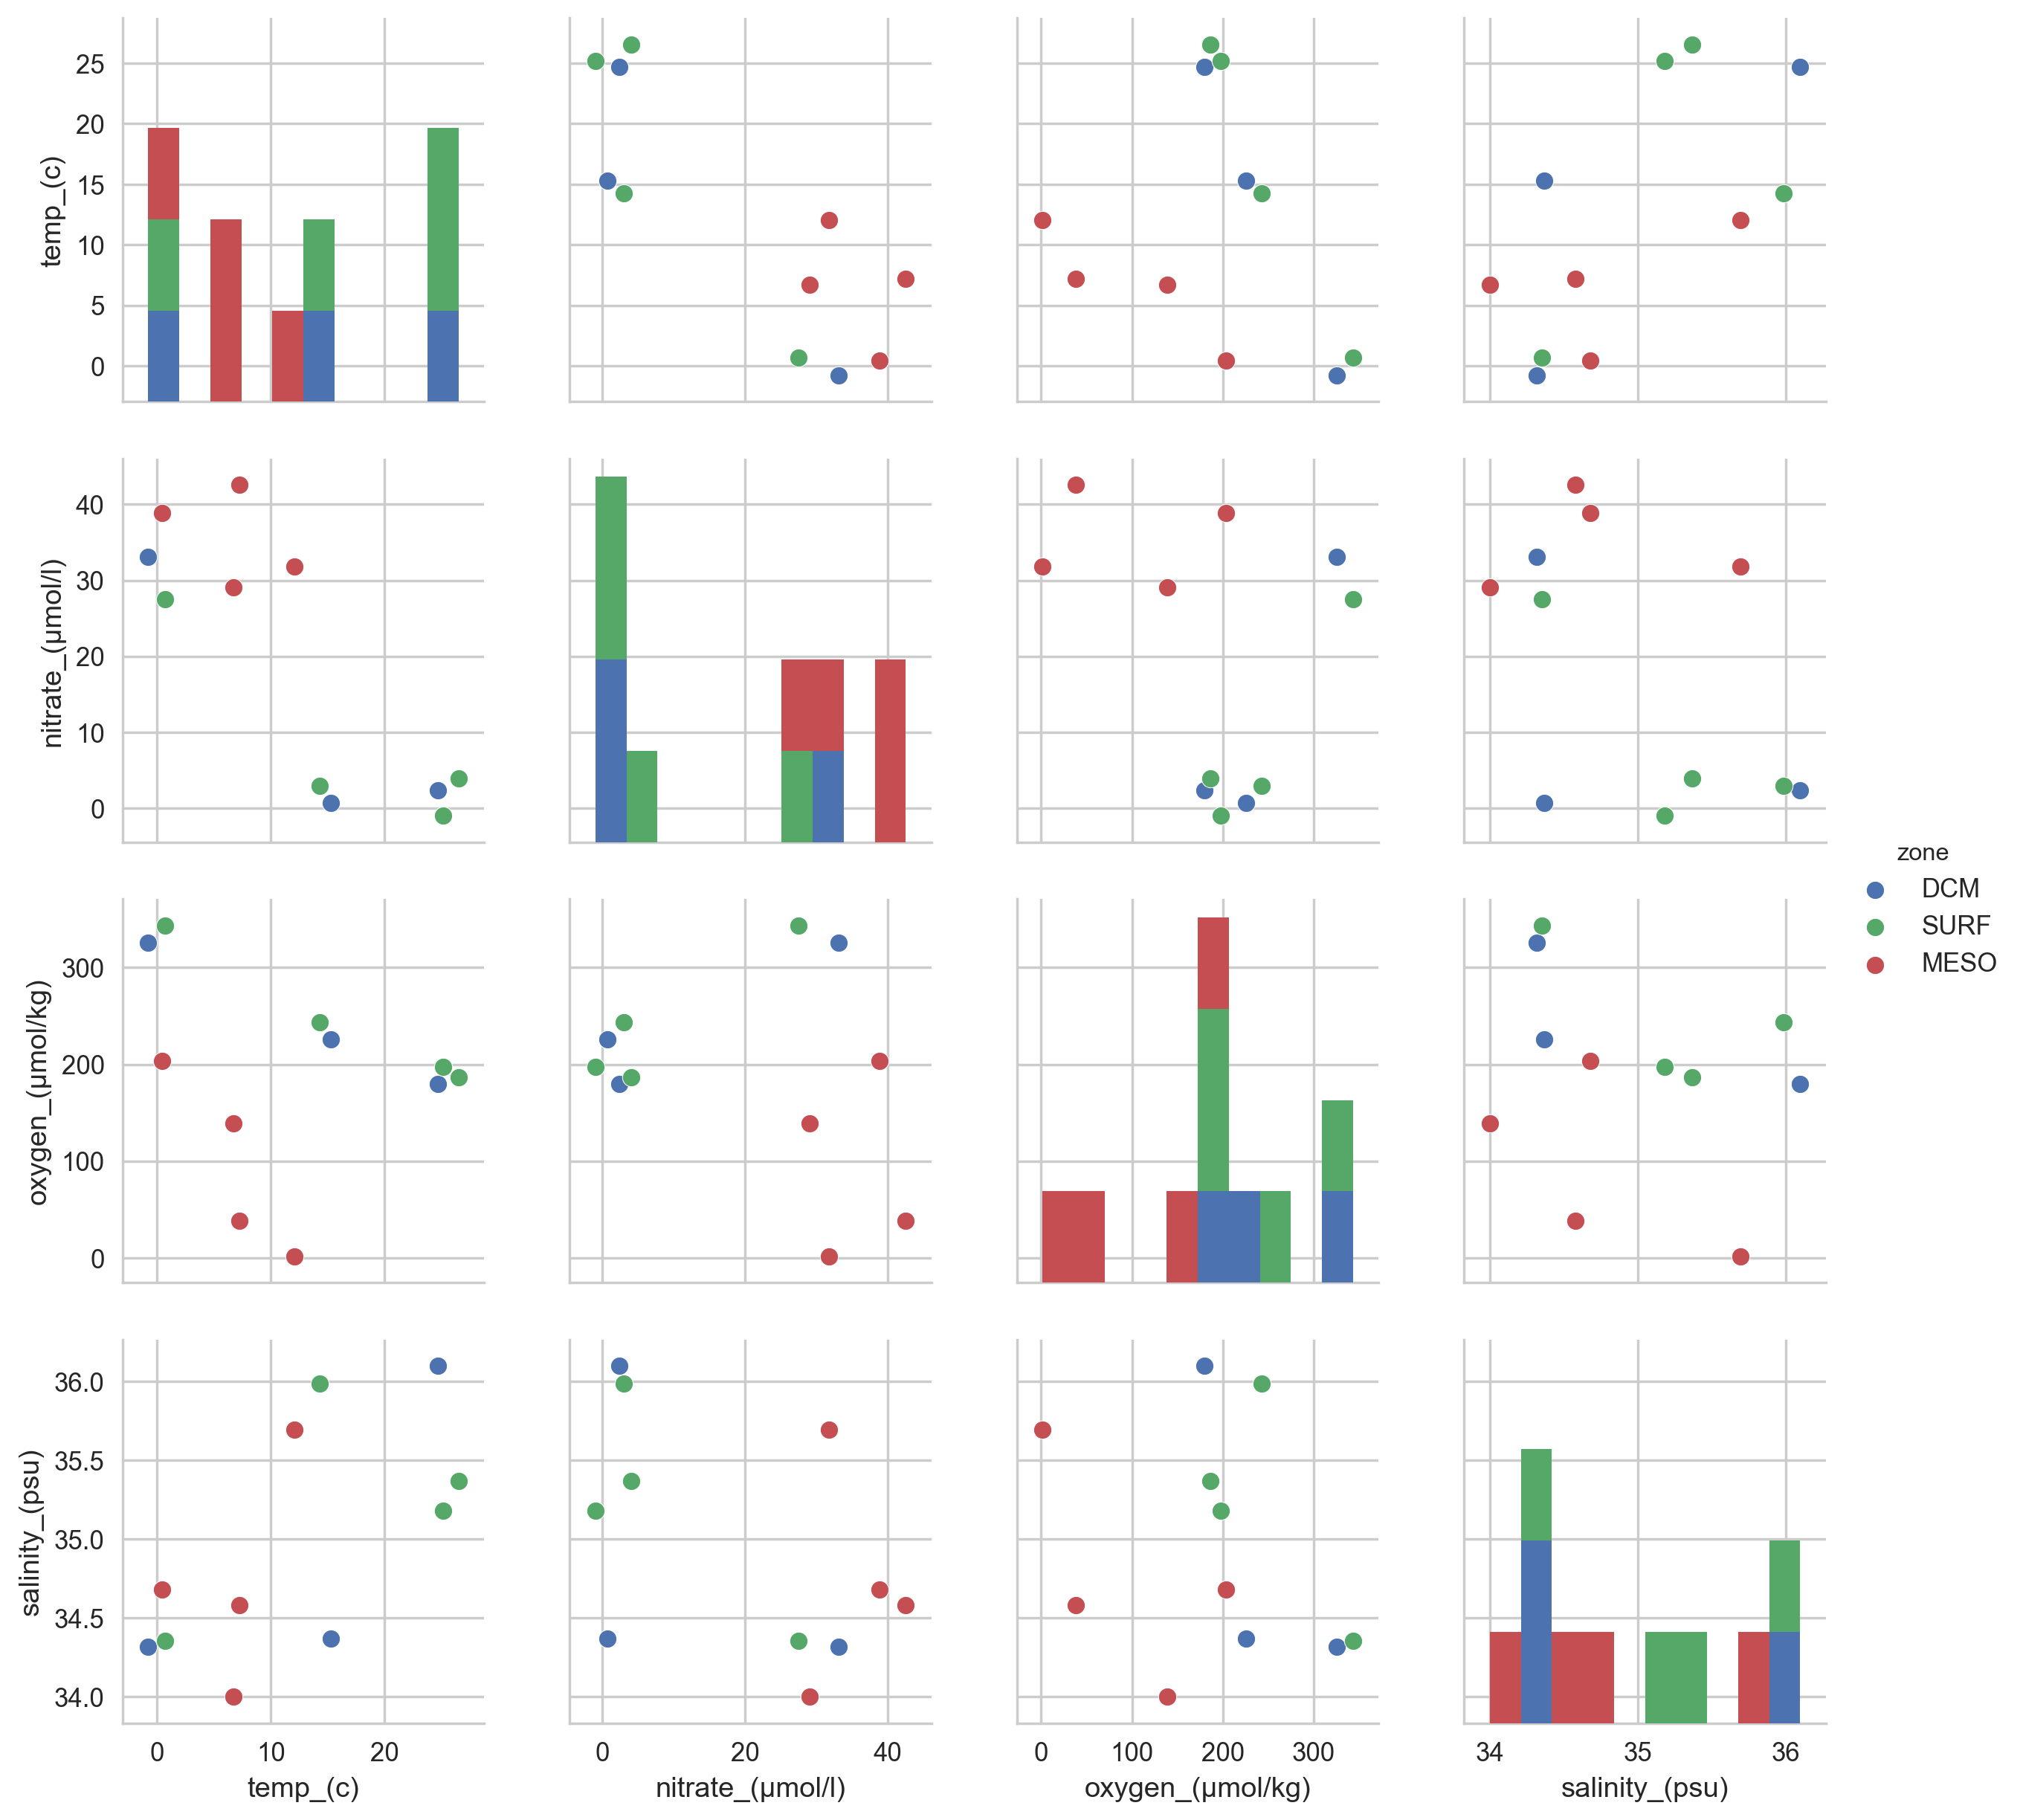 25
20
15
10
5
0
temp_(c)
40
30
20
10
0
nitrate_(μmol/l)
zone
DCM
SURF
MESO
300
200
100
0
oxygen_(μmol/kg)
36.0
35.5
35.0
34.5
34.0
salinity_(psu)
0 10 20
0 20 40
0 100 200 300
34 35 36
temp_(c) nitrate_(μmol/l) oxygen_(μmol/kg) salinity_(psu)